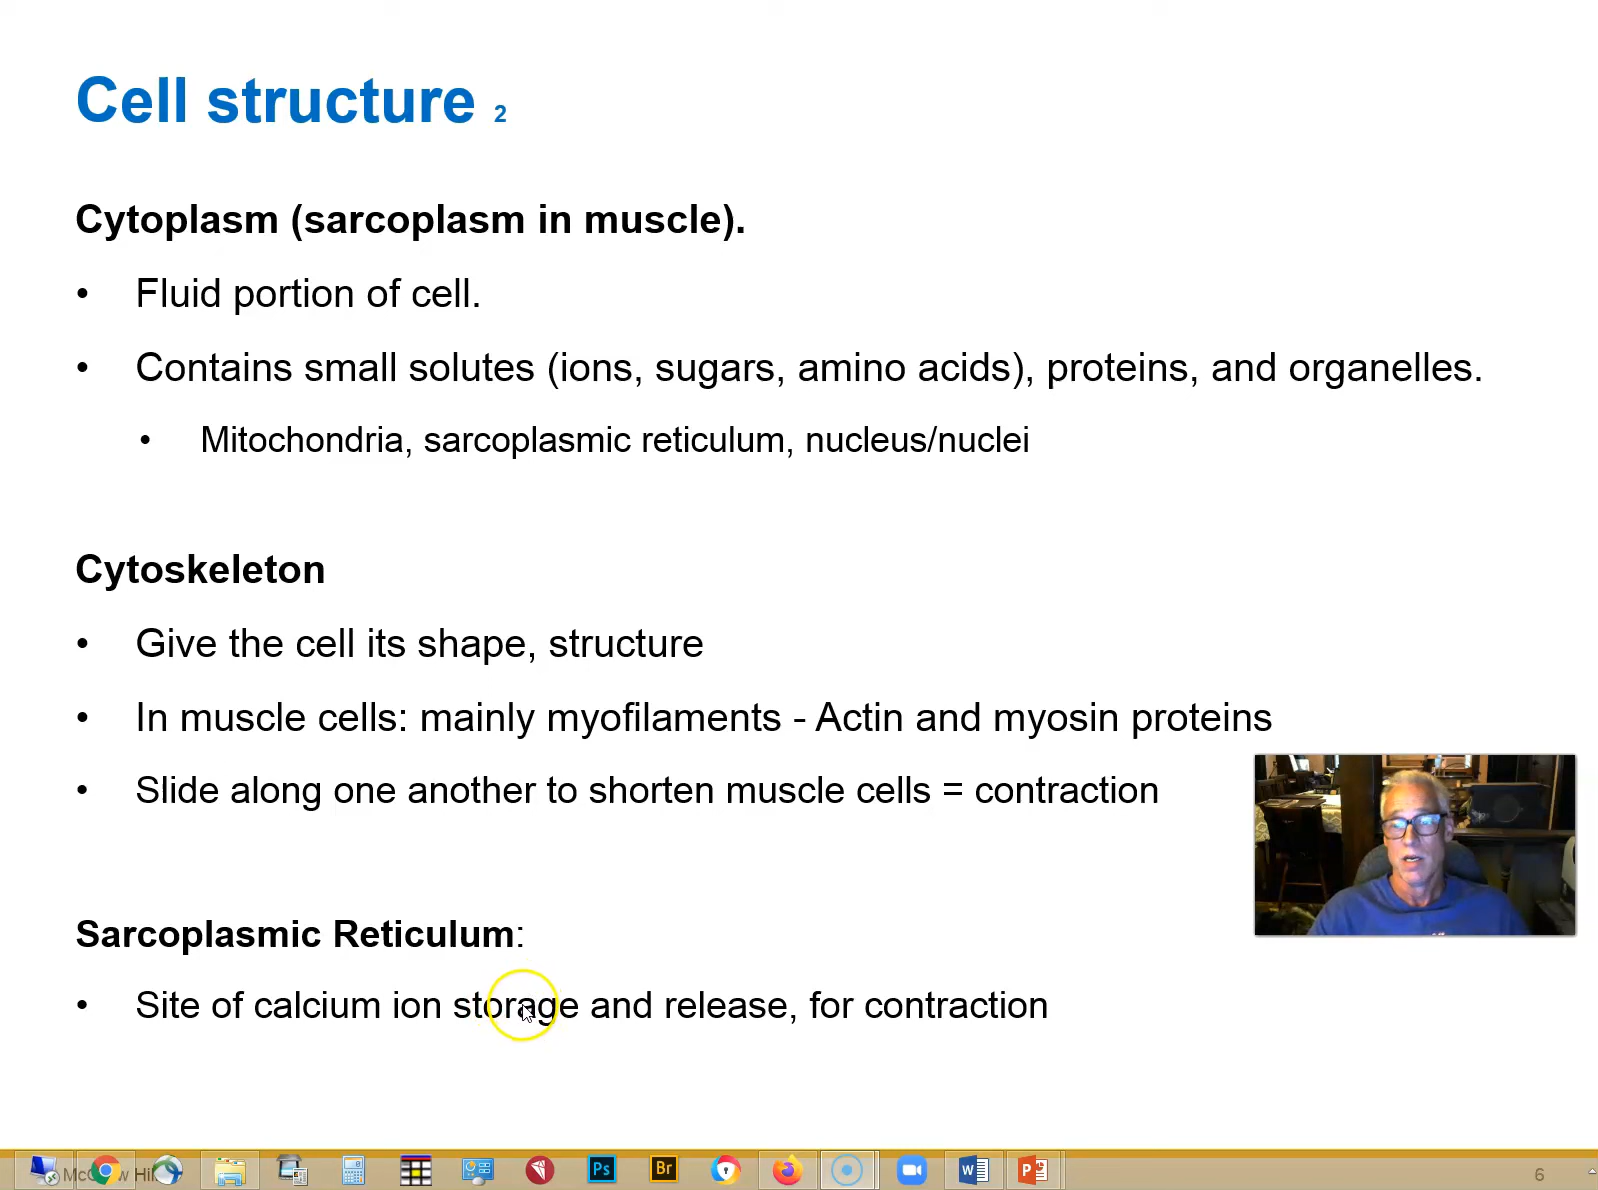 Cell structure 2
Cytoplasm (sarcoplasm in muscle).
• Fluid portion of cell.
• Contains small solutes (ions, sugars, amino acids), proteins, and organelles.
• Mitochondria, sarcoplasmic reticulum, nucleus/nuclei
Cytoskeleton
• Give the cell its shape, structure
• In muscle cells: mainly myofilaments - Actin and myosin proteins
• Slide along one another to shorten muscle cells = contraction
Sarcoplasmic Reticulum:
• Site of calcium ion storage and release, for contraction
Ps Br W P 6